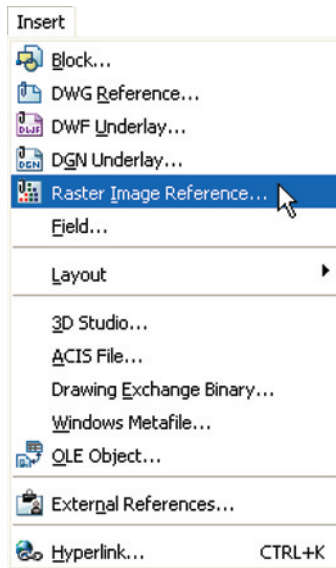 Insert
Block...
DWG Reference...
DWF Underlay...
DGN Underlay...
Raster Image Reference...
Field...
Layout
3D Studio...
ACIS File...
Drawing Exchange Binary...
Windows Metafile...
OLE Object...
External References...
Hyperlink... CTRL+K